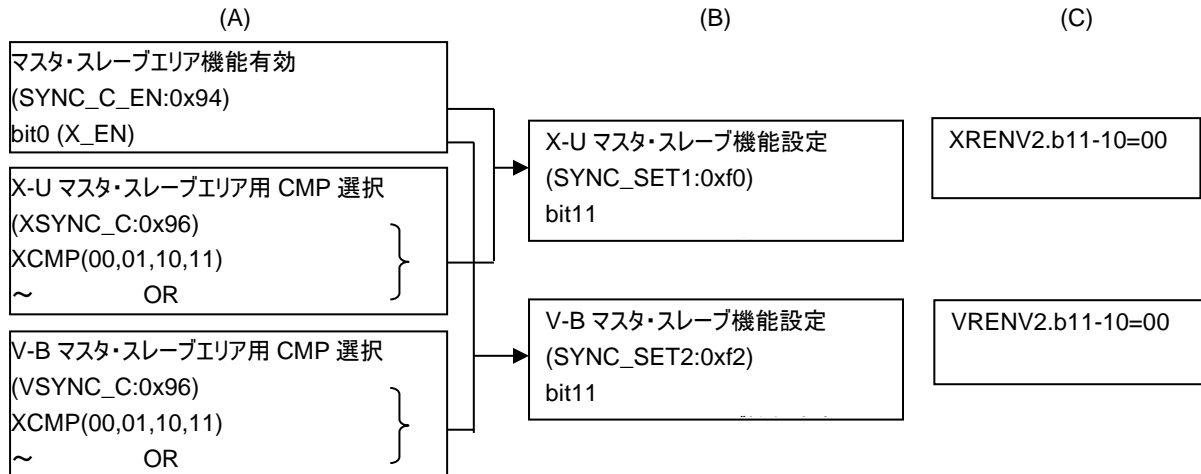 (A)
(B)
(C)
マスタ・スレーブエリア機能有効
(SYNC_C_EN:0x94)
bit0 (X_EN)
X-U マスタ・スレーブエリア用 CMP 選択
(XSYNC_C:0x96)
XCMP(00,01,10,11)
～ OR
V-B マスタ・スレーブエリア用 CMP 選択
(VSYNC_C:0x96)
XCMP(00,01,10,11)
～ OR
X-U マスタ・スレーブ機能設定
(SYNC_SET1:0xf0)
bit11
V-B マスタ・スレーブ機能設定
(SYNC_SET2:0xf2)
bit11
XRENV2.b11-10=00
VRENV2.b11-10=00